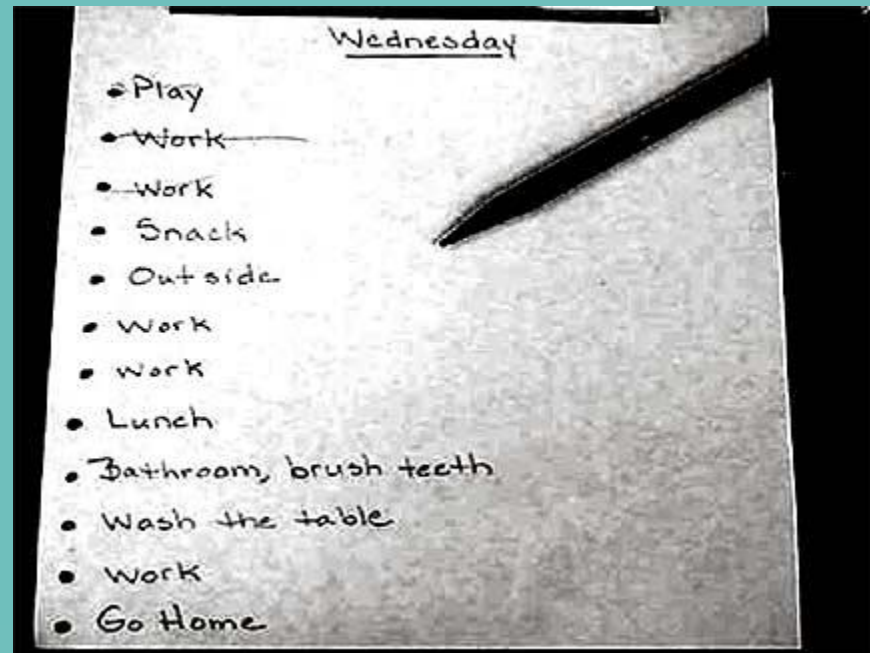 Wednesday
• Play
• Work
• Work
• Snack
• Outside
• Work
• Work
• Lunch
• Bathroom, brush teeth
• Wash the table
• Work
• Go Home